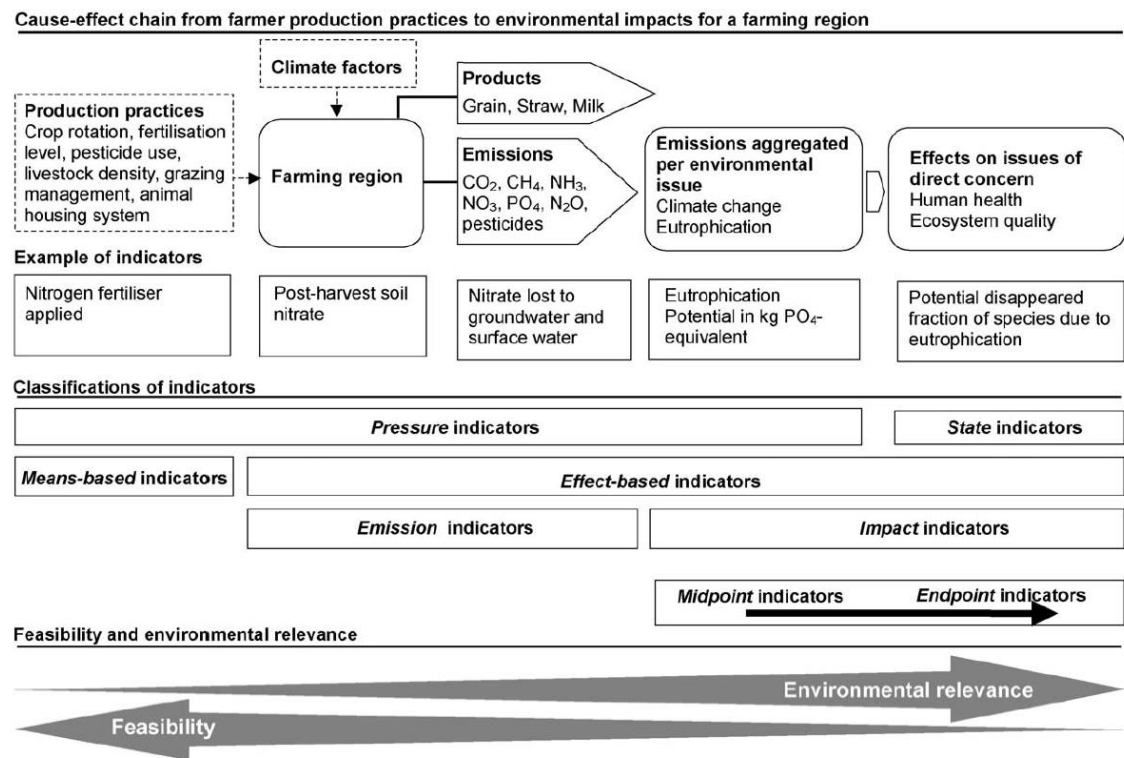 Cause-effect chain from farmer production practices to environmental impacts for a farming region
Climate factors
Production practices
Crop rotation, fertilisation
level, pesticide use,
livestock density, grazing
management, animal
housing system
Farming region
Products
Grain, Straw, Milk
Emissions
CO₂, CH₄, NH₃,
NO₃, PO₄, N₂O,
pesticides
Emissions aggregated
per environmental
issue
Climate change
Eutrophication
Effects on issues of
direct concern
Human health
Ecosystem quality
Example of indicators
Nitrogen fertiliser
applied
Post-harvest soil
nitrate
Nitrate lost to
groundwater and
surface water
Eutrophication
Potential in kg PO₄-
equivalent
Potential disappeared
fraction of species due to
eutrophication
Classifications of indicators
Pressure indicators
State indicators
Means-based indicators
Effect-based indicators
Emission indicators
Impact indicators
Midpoint indicators
Endpoint indicators
Feasibility and environmental relevance
Environmental relevance
Feasibility